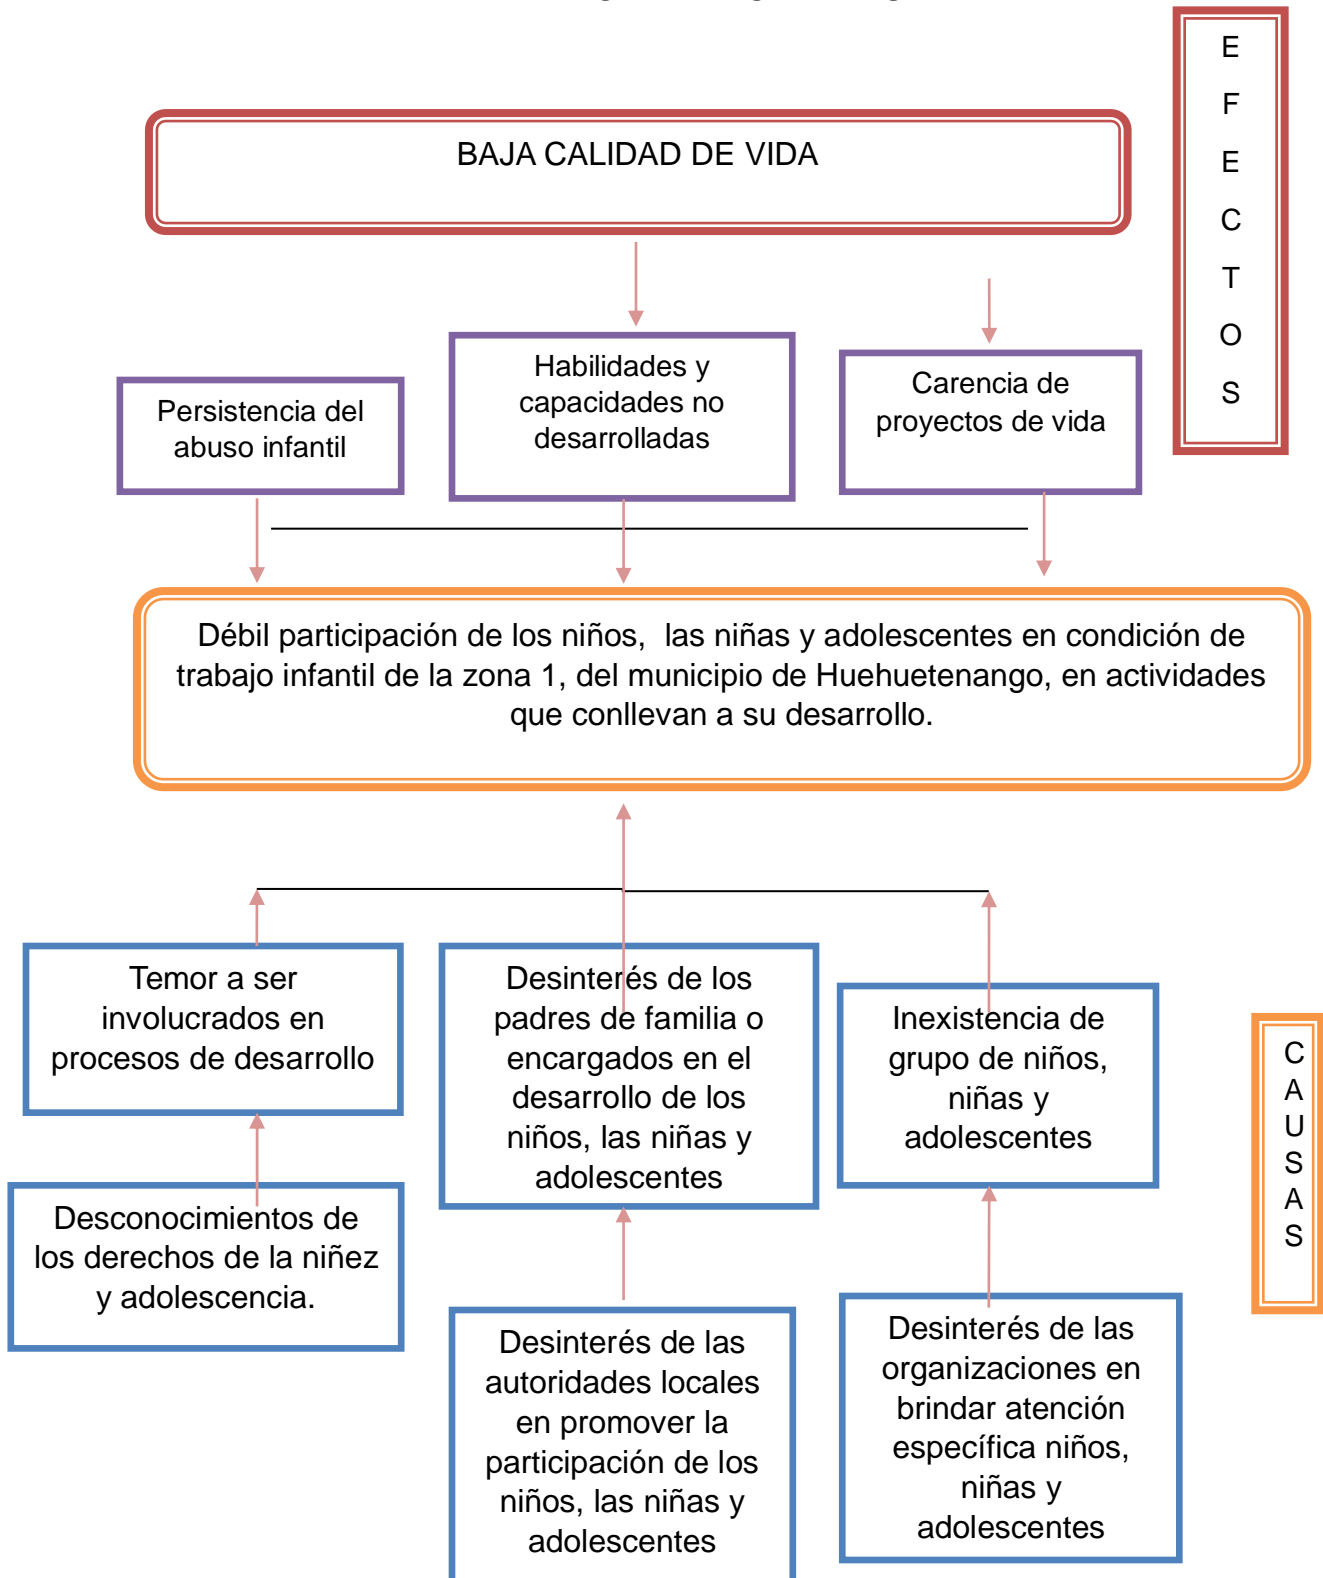 E
F
E
C
T
O
S
BAJA CALIDAD DE VIDA
Persistencia del
abuso infantil
Habilidades y
capacidades no
desarrolladas
Carencia de
proyectos de vida
Débil participación de los niños,  las niñas y adolescentes en condición de
trabajo infantil de la zona 1, del municipio de Huehuetenango, en actividades
que conllevan a su desarrollo.
Temor a ser
involucrados en
procesos de desarrollo
Desinterés de los
padres de familia o
encargados en el
desarrollo de los
niños, las niñas y
adolescentes
Inexistencia de
grupo de niños,
niñas y
adolescentes
C
A
U
S
A
S
Desconocimientos de
los derechos de la niñez
y adolescencia.
Desinterés de las
autoridades locales
en promover la
participación de los
niños, las niñas y
adolescentes
Desinterés de las
organizaciones en
brindar atención
específica niños,
niñas y
adolescentes